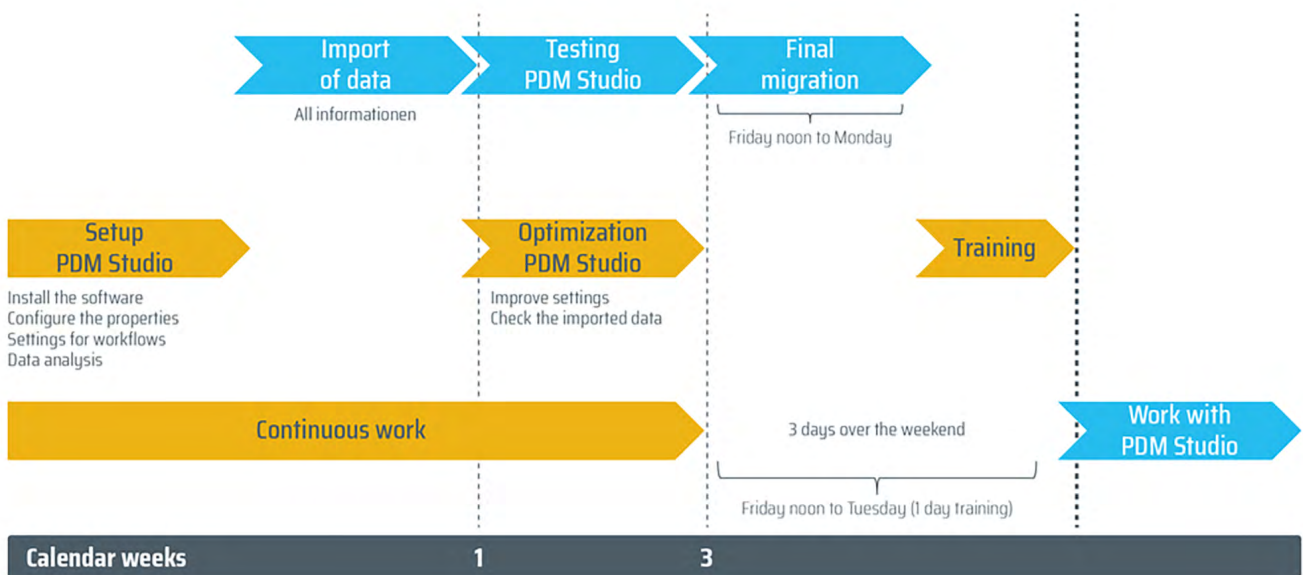 Import
of data
Testing
PDM Studio
Final
migration
All informationen
Friday noon to Monday
Setup
PDM Studio
Optimization
PDM Studio
Training
Install the software
Configure the properties
Settings for workflows
Data analysis
Improve settings
Check the imported data
Continuous work
3 days over the weekend
Work with
PDM Studio
Friday noon to Tuesday (1 day training)
Calendar weeks 1 3